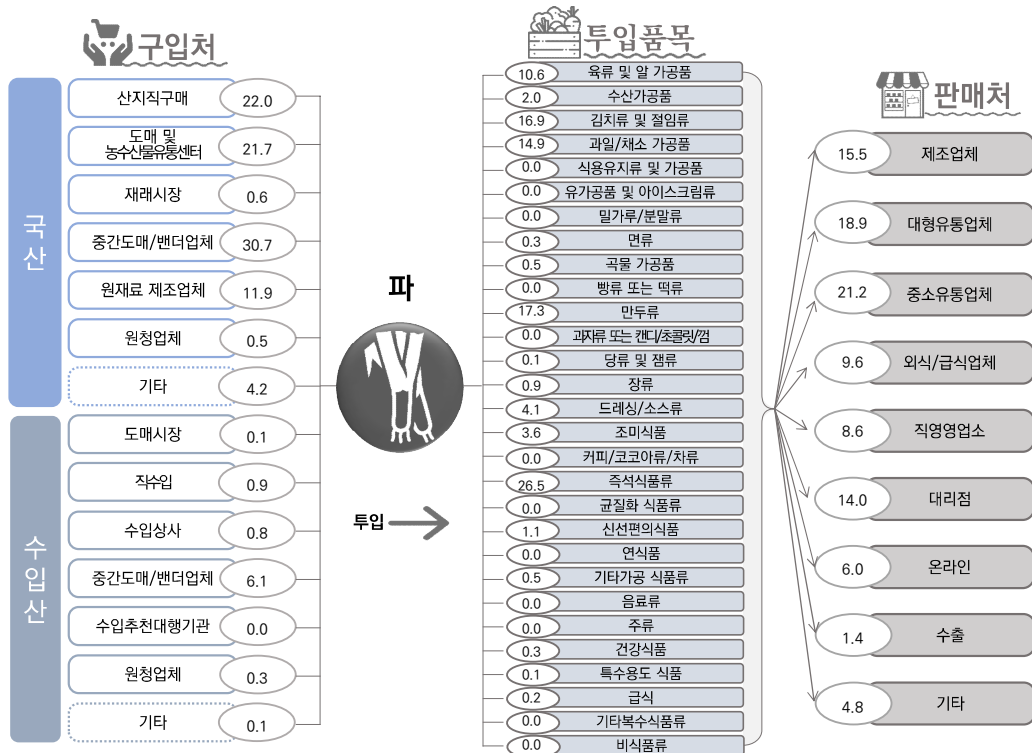 구입처
국산
산지직구매 22.0
도매 및
농수산물유통센터 21.7
재래시장 0.6
중간도매/밴더업체 30.7
원재료 제조업체 11.9
원청업체 0.5
기타 4.2
수입산
도매시장 0.1
직수입 0.9
수입상사 0.8
중간도매/밴더업체 6.1
수입추천대행기관 0.0
원청업체 0.3
기타 0.1
파
투입
투입품목
10.6 육류 및 알 가공품
2.0 수산가공품
16.9 김치류 및 절임류
14.9 과일/채소 가공품
0.0 식용유지류 및 가공품
0.0 유가공품 및 아이스크림류
0.0 밀가루/분말류
0.3 면류
0.5 곡물 가공품
0.0 빵류 또는 떡류
17.3 만두류
0.0 과자류 또는 캔디/초콜릿/껌
0.1 당류 및 잼류
0.9 장류
4.1 드레싱/소스류
3.6 조미식품
0.0 커피/코코아류/차류
26.5 즉석식품류
0.0 균질화 식품류
1.1 신선편의식품
0.0 연식품
0.5 기타가공 식품류
0.0 음료류
0.0 주류
0.3 건강식품
0.1 특수용도 식품
0.2 급식
0.0 기타복수식품류
0.0 비식품류
판매처
15.5 제조업체
18.9 대형유통업체
21.2 중소유통업체
9.6 외식/급식업체
8.6 직영영업소
14.0 대리점
6.0 온라인
1.4 수출
4.8 기타